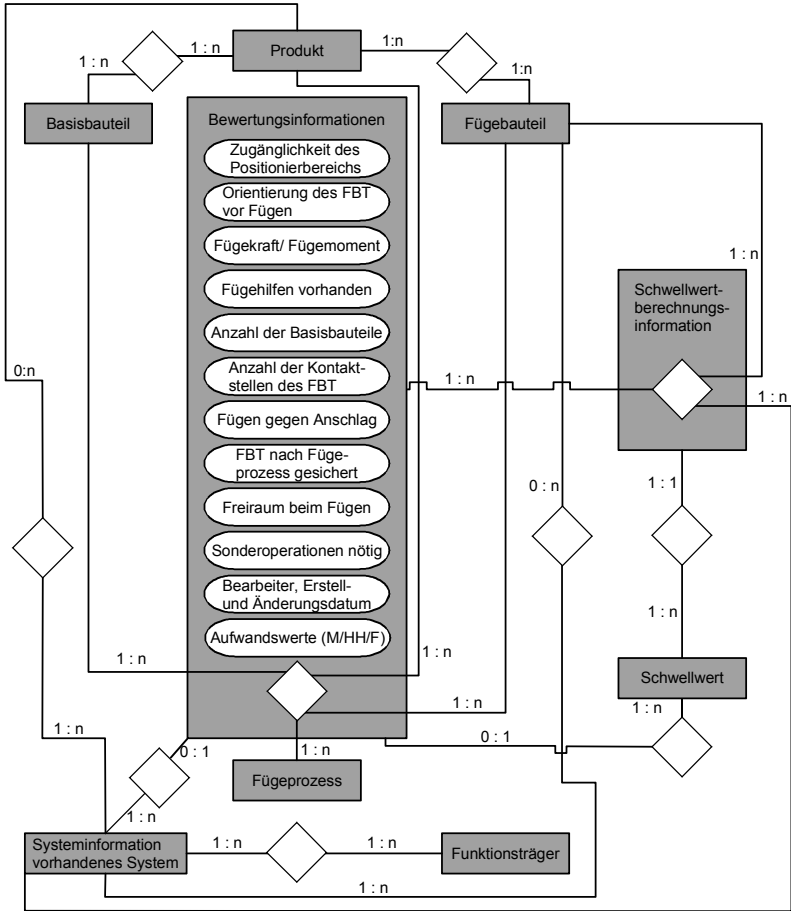 1 : n
Produkt
1:n
1 : n
1:n
Basisbauteil
Bewertungsinformationen
Fügebauteil
Zugänglichkeit des
Positionierbereichs
Orientierung des FBT
vor Fügen
Fügekraft/ Fügemoment
Fügehilfen vorhanden
Anzahl der Basisbauteile
Anzahl der Kontakt-
stellen des FBT
Fügen gegen Anschlag
FBT nach Füge-
prozess gesichert
Freiraum beim Fügen
Sonderoperationen nötig
Bearbeiter, Erstell-
und Änderungsdatum
Aufwandswerte (M/HH/F)
1 : n
Schwellwert-
berechnungs-
information
0:n
1 : n
1 : n
1 : 1
0 : n
1 : n
1 : n
1 : n
Schwellwert
1 : n
1 : n
1 : n
0 : 1
1 : n
0 : 1
Fügeprozess
1 : n
Systeminformation
vorhandenes System
1 : n
1 : n
Funktionsträger
1 : n